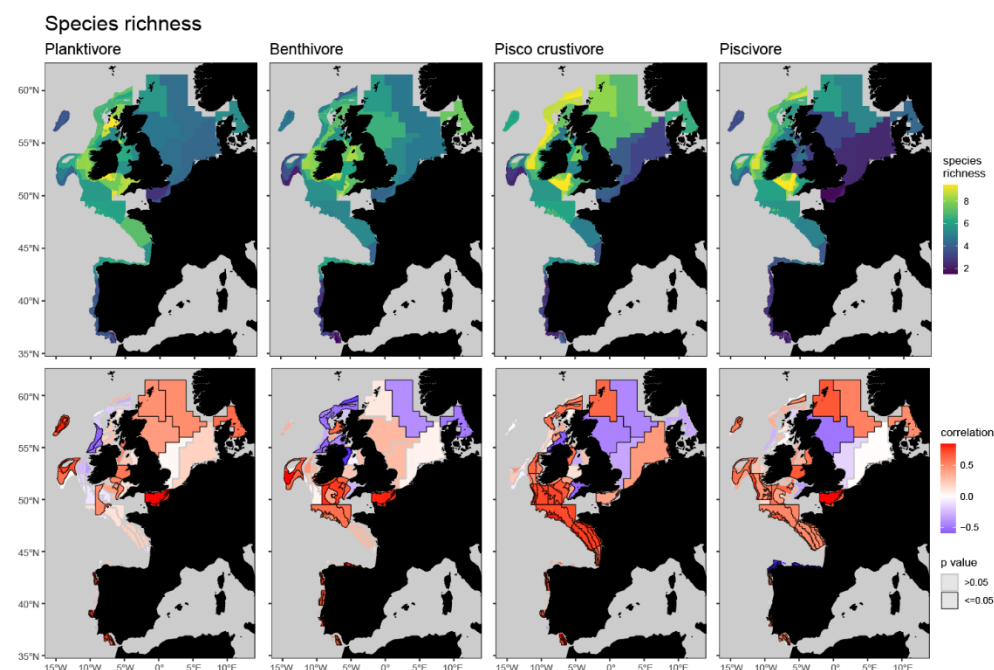 Species richness
Planktivore Benthivore Pisco crustivore Piscivore
60°N
55°N
50°N
45°N
40°N
35°N
species
richness
8
6
4
2
60°N
55°N
50°N
45°N
40°N
35°N
correlation
0.5
0.0
−0.5
p value
>0.05
<=0.05
15°W 10°W 5°W 0° 5°E 10°E 15°W 10°W 5°W 0° 5°E 10°E 15°W 10°W 5°W 0° 5°E 10°E 15°W 10°W 5°W 0° 5°E 10°E